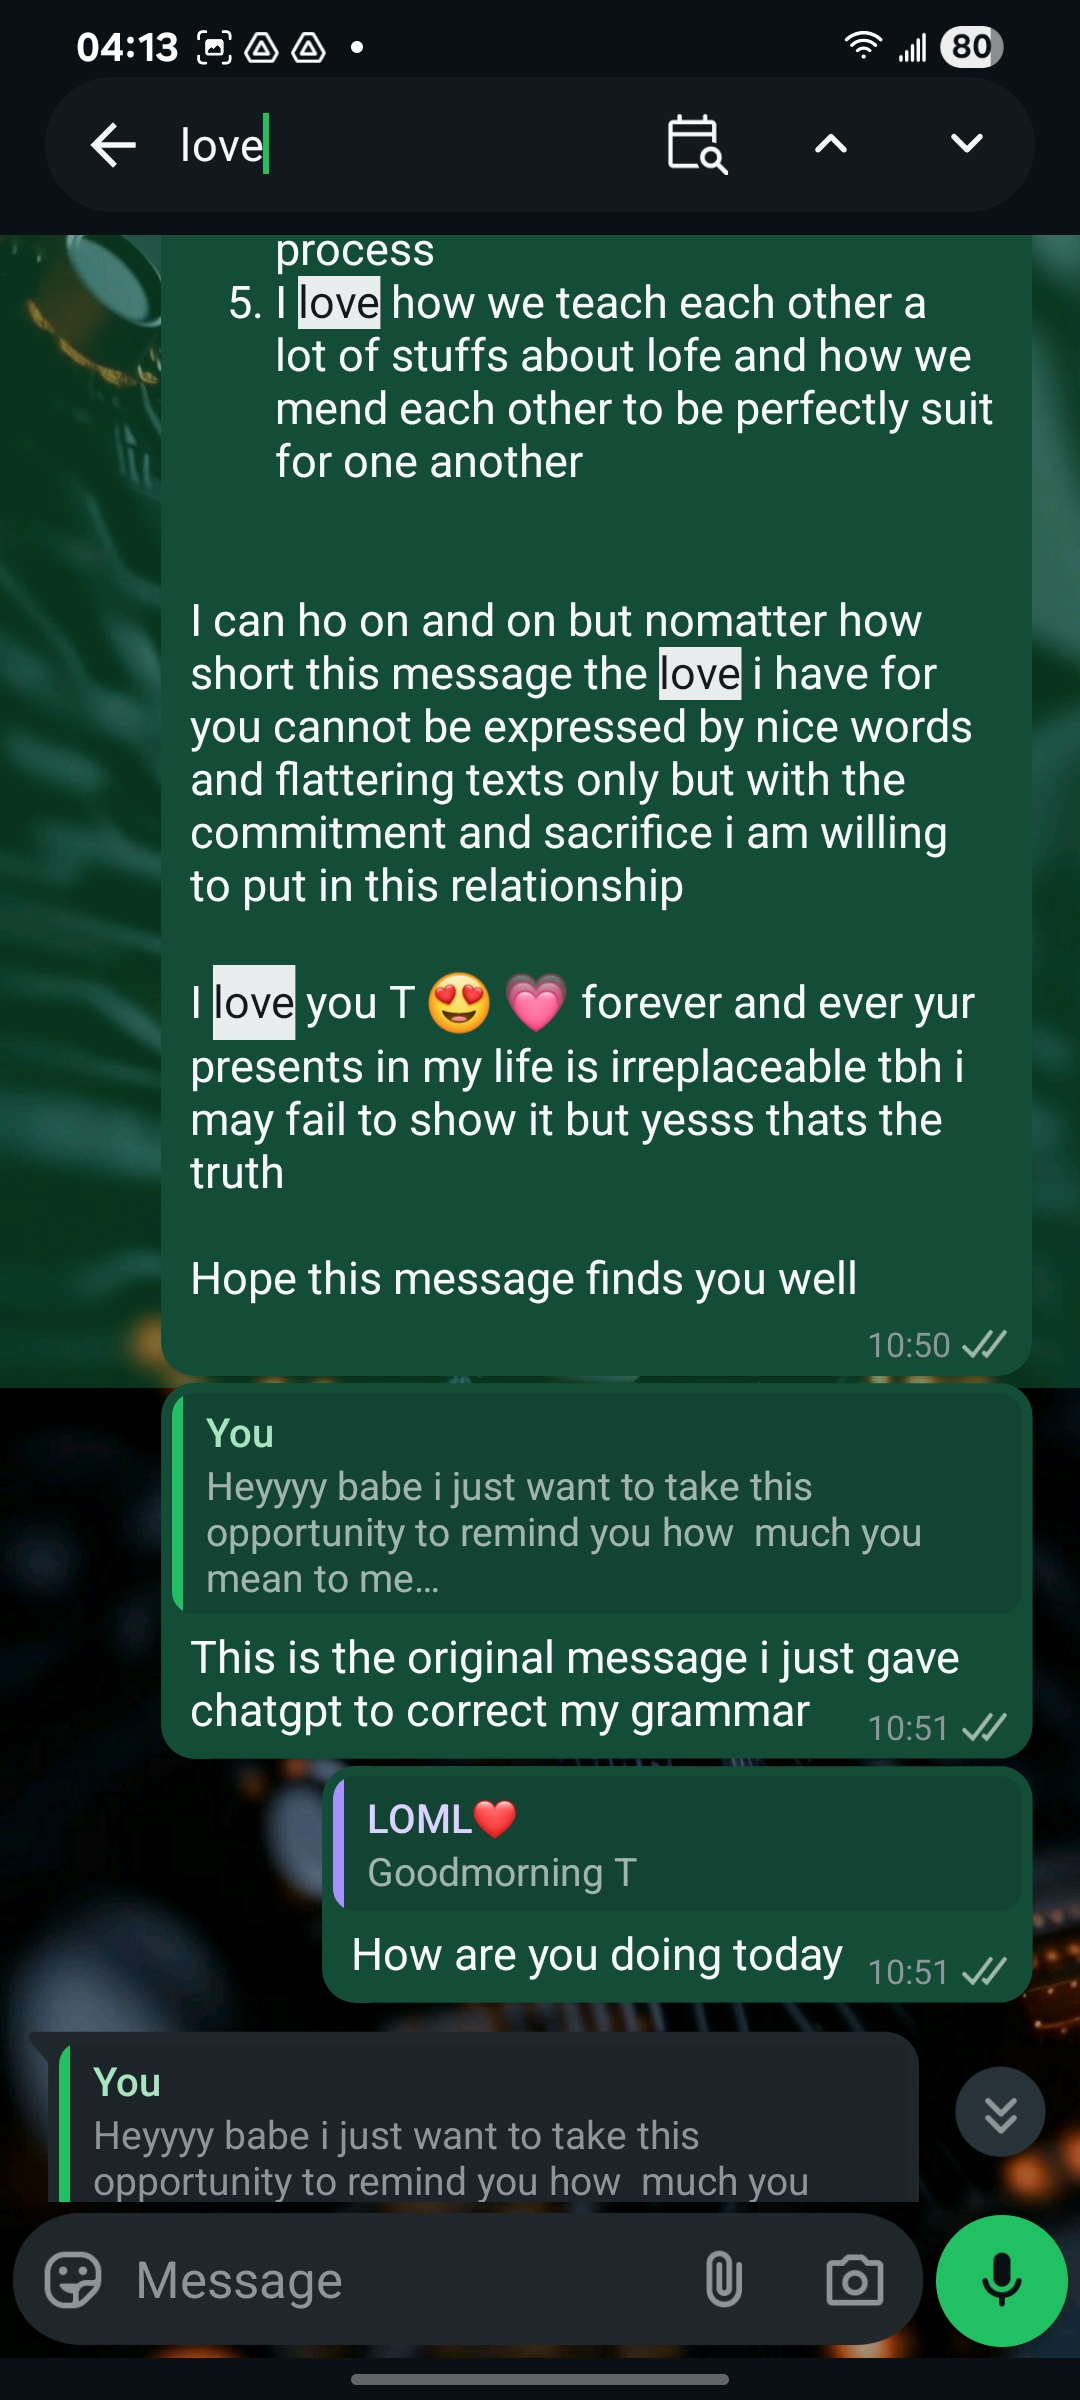 04:13
80
love
process
5. I love how we teach each other a
lot of stuffs about lofe and how we
mend each other to be perfectly suit
for one another
I can ho on and on but nomatter how
short this message the love i have for
you cannot be expressed by nice words
and flattering texts only but with the
commitment and sacrifice i am willing
to put in this relationship
I love you T 😍 💗 forever and ever yur
presents in my life is irreplaceable tbh i
may fail to show it but yesss thats the
truth
Hope this message finds you well
10:50
You
Heyyyy babe i just want to take this
opportunity to remind you how  much you
mean to me...
This is the original message i just gave
chatgpt to correct my grammar
10:51
LOML❤️
Goodmorning T
How are you doing today
10:51
You
Heyyyy babe i just want to take this
opportunity to remind you how  much you
Message